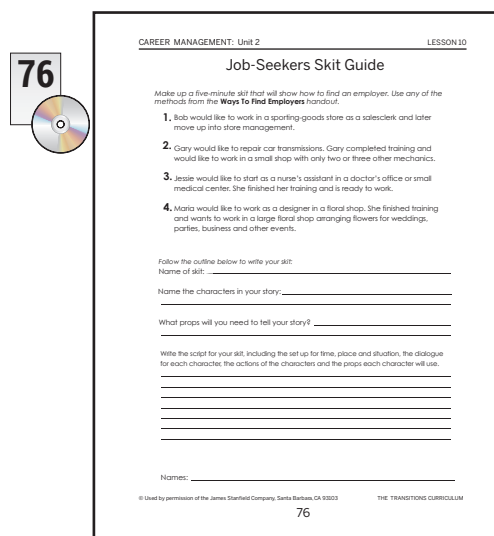 76
CAREER MANAGEMENT: Unit 2 LESSON 10
Job-Seekers Skit Guide
Make up a five-minute skit that will show how to find an employer. Use any of the
methods from the Ways To Find Employers handout.
1. Bob would like to work in a sporting-goods store as a salesclerk and later
move up into store management.
2. Gary would like to repair car transmissions. Gary completed training and
would like to work in a small shop with only two or three other mechanics.
3. Jessie would like to start as a nurse's assistant in a doctor's office or small
medical center. She finished her training and is ready to work.
4. Maria would like to work as a designer in a floral shop. She finished training
and wants to work in a large floral shop arranging flowers for weddings,
parties, business and other events.
Follow the outline below to write your skit:
Name of skit:
Name the characters in your story:
What props will you need to tell your story?
Write the script for your skit, including the set up for time, place and situation, the dialogue
for each character, the actions of the characters and the props each character will use.
Names:
© Used by permission of the James Stanfield Company, Santa Barbara, CA 93103 THE TRANSITIONS CURRICULUM
76